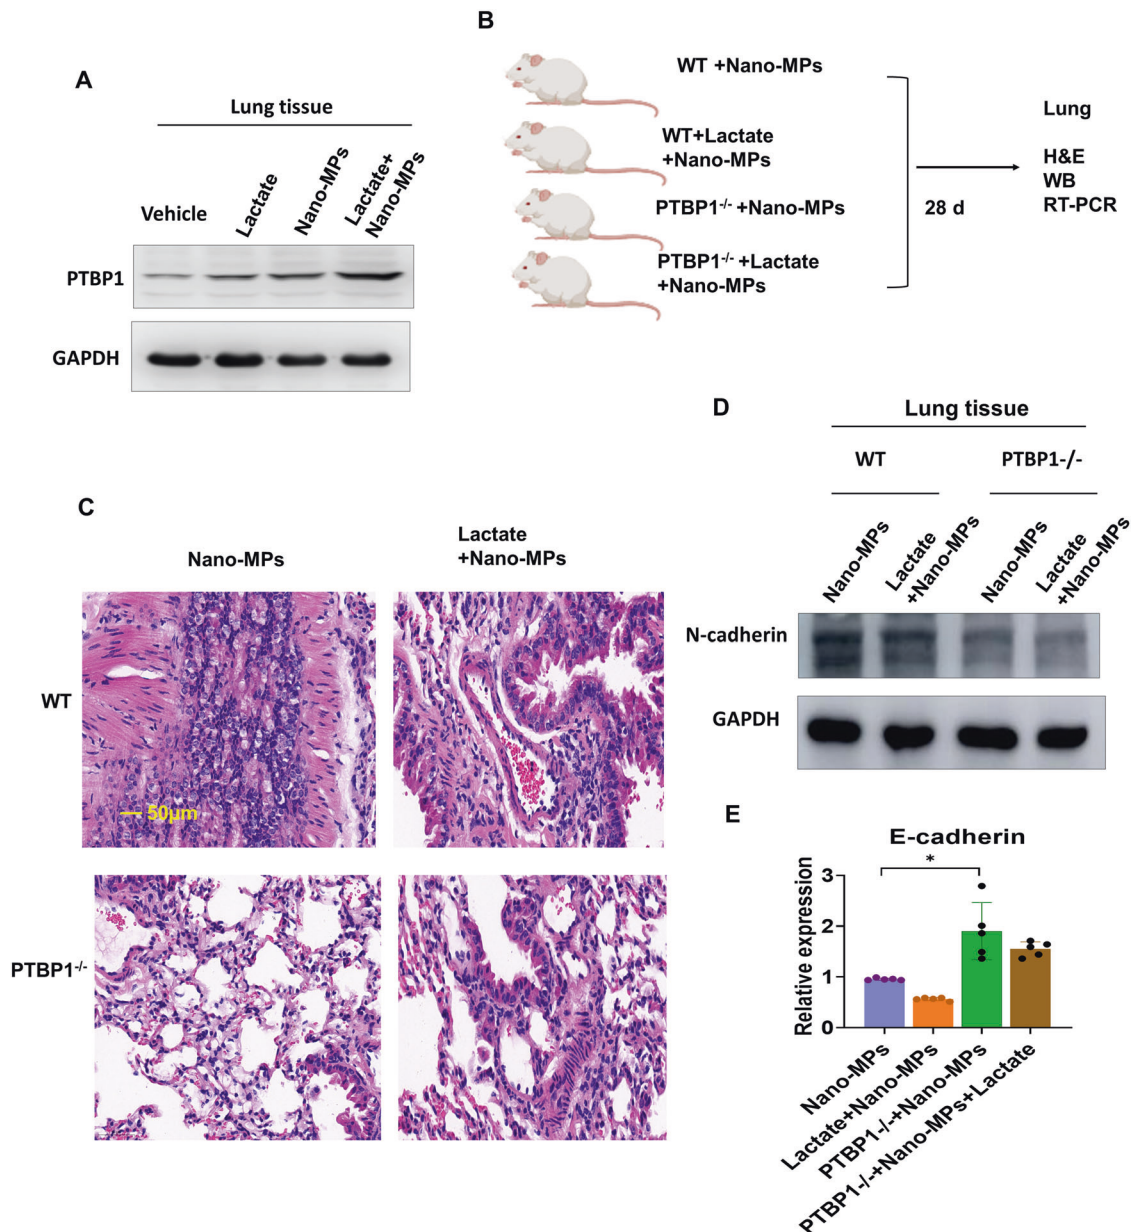 A
Lung tissue
Vehicle
Lactate
Nano-MPs
Lactate+
Nano-MPs
PTBP1
GAPDH
B
WT +Nano-MPs
WT+Lactate
+Nano-MPs
PTBP1-/- +Nano-MPs
PTBP1-/- +Lactate
+Nano-MPs
28 d
Lung
H&E
WB
RT-PCR
C
Nano-MPs
Lactate
+Nano-MPs
WT
50µm
PTBP1-/-
D
Lung tissue
WT
PTBP1-/-
Nano-MPs
Lactate
+Nano-MPs
Nano-MPs
Lactate
+Nano-MPs
N-cadherin
GAPDH
E
E-cadherin
*
Relative expression
3
2
1
0
Nano-MPs
Lactate+Nano-MPs
PTBP1-/-+Nano-MPs
PTBP1-/-+Nano-MPs+Lactate